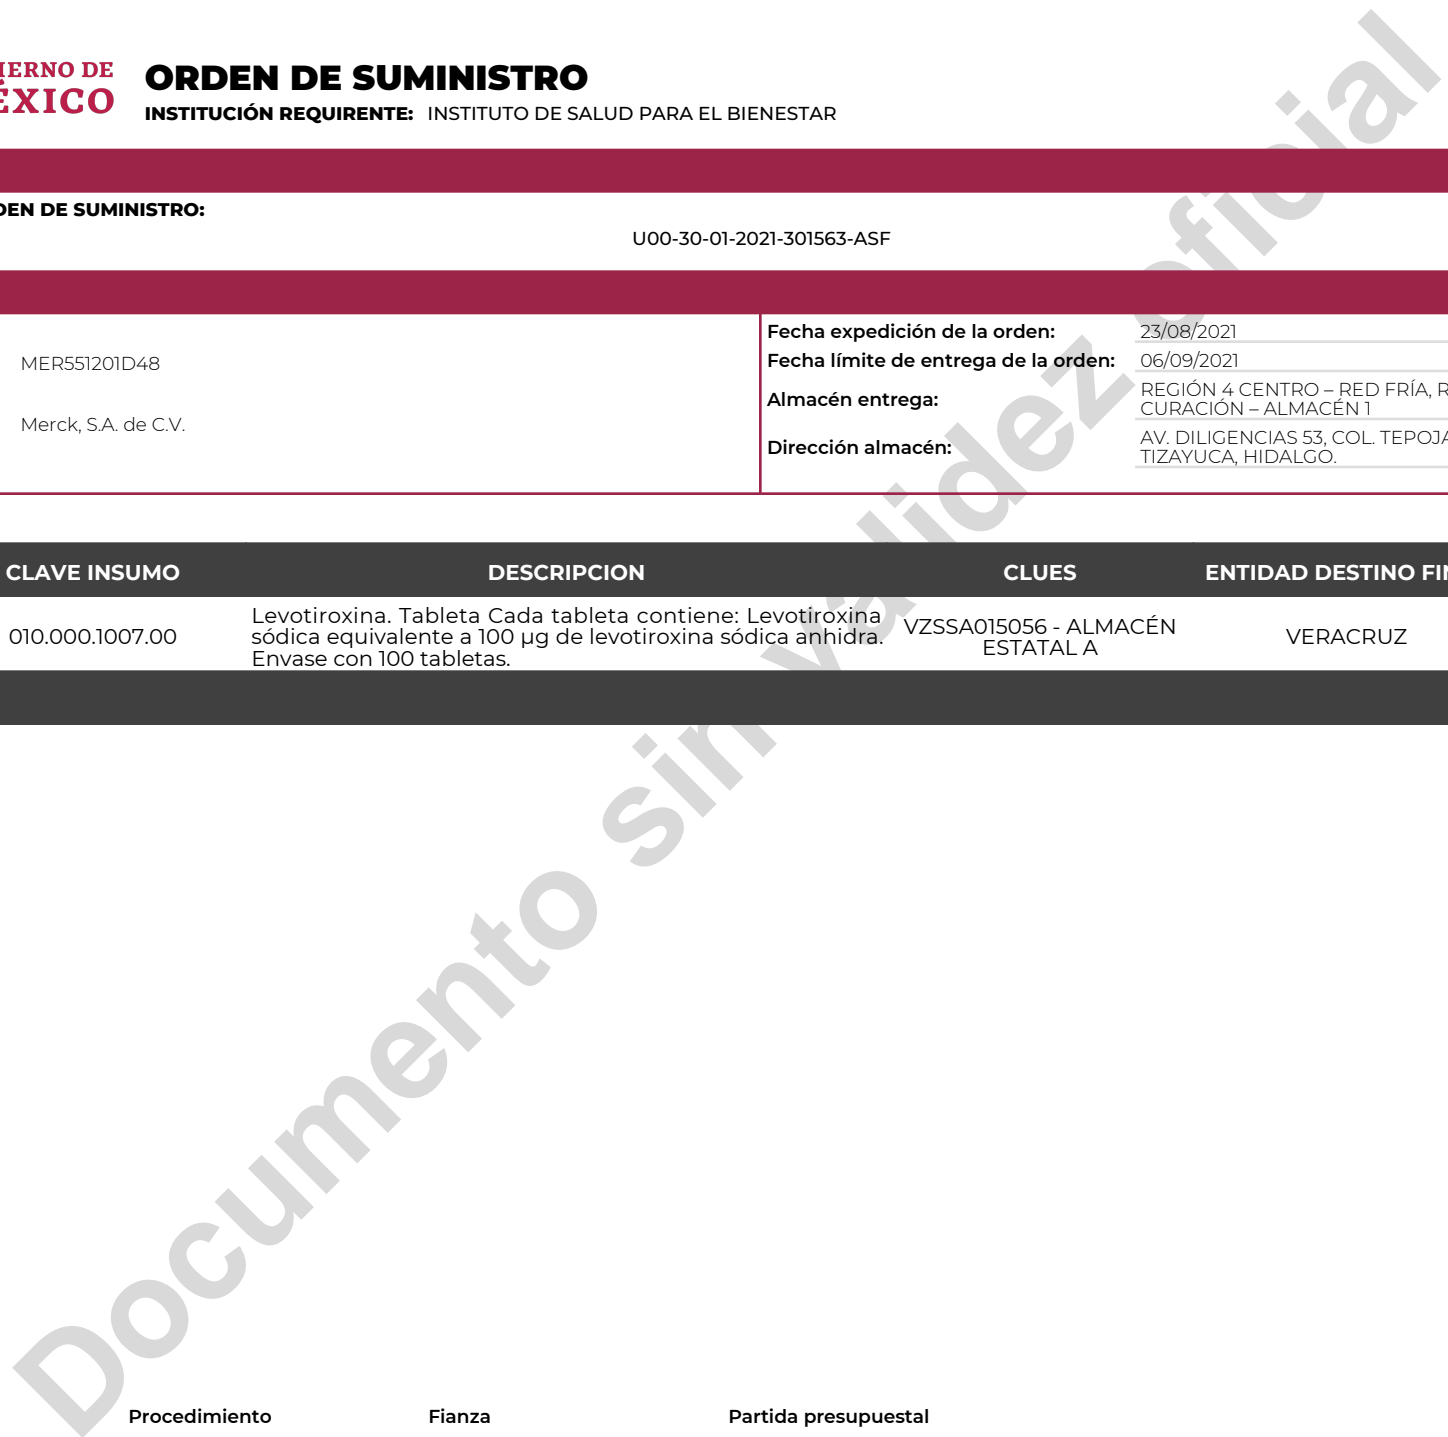 IERNO DE
ÉXICO
ORDEN DE SUMINISTRO
INSTITUCIÓN REQUIRENTE: INSTITUTO DE SALUD PARA EL BIENESTAR
DEN DE SUMINISTRO:
U00-30-01-2021-301563-ASF
MER551201D48
Merck, S.A. de C.V.
Fecha expedición de la orden: 23/08/2021
Fecha límite de entrega de la orden: 06/09/2021
Almacén entrega: REGIÓN 4 CENTRO – RED FRÍA, R
CURACIÓN – ALMACÉN 1
Dirección almacén: AV. DILIGENCIAS 53, COL. TEPOJA
TIZAYUCA, HIDALGO.
CLAVE INSUMO DESCRIPCION CLUES ENTIDAD DESTINO FIN
010.000.1007.00
Levotiroxina. Tableta Cada tableta contiene: Levotiroxina
sódica equivalente a 100 µg de levotiroxina sódica anhidra.
Envase con 100 tabletas.
VZSSA015056 - ALMACÉN
ESTATAL A
VERACRUZ
Documento sin validez oficial
Procedimiento Fianza Partida presupuestal